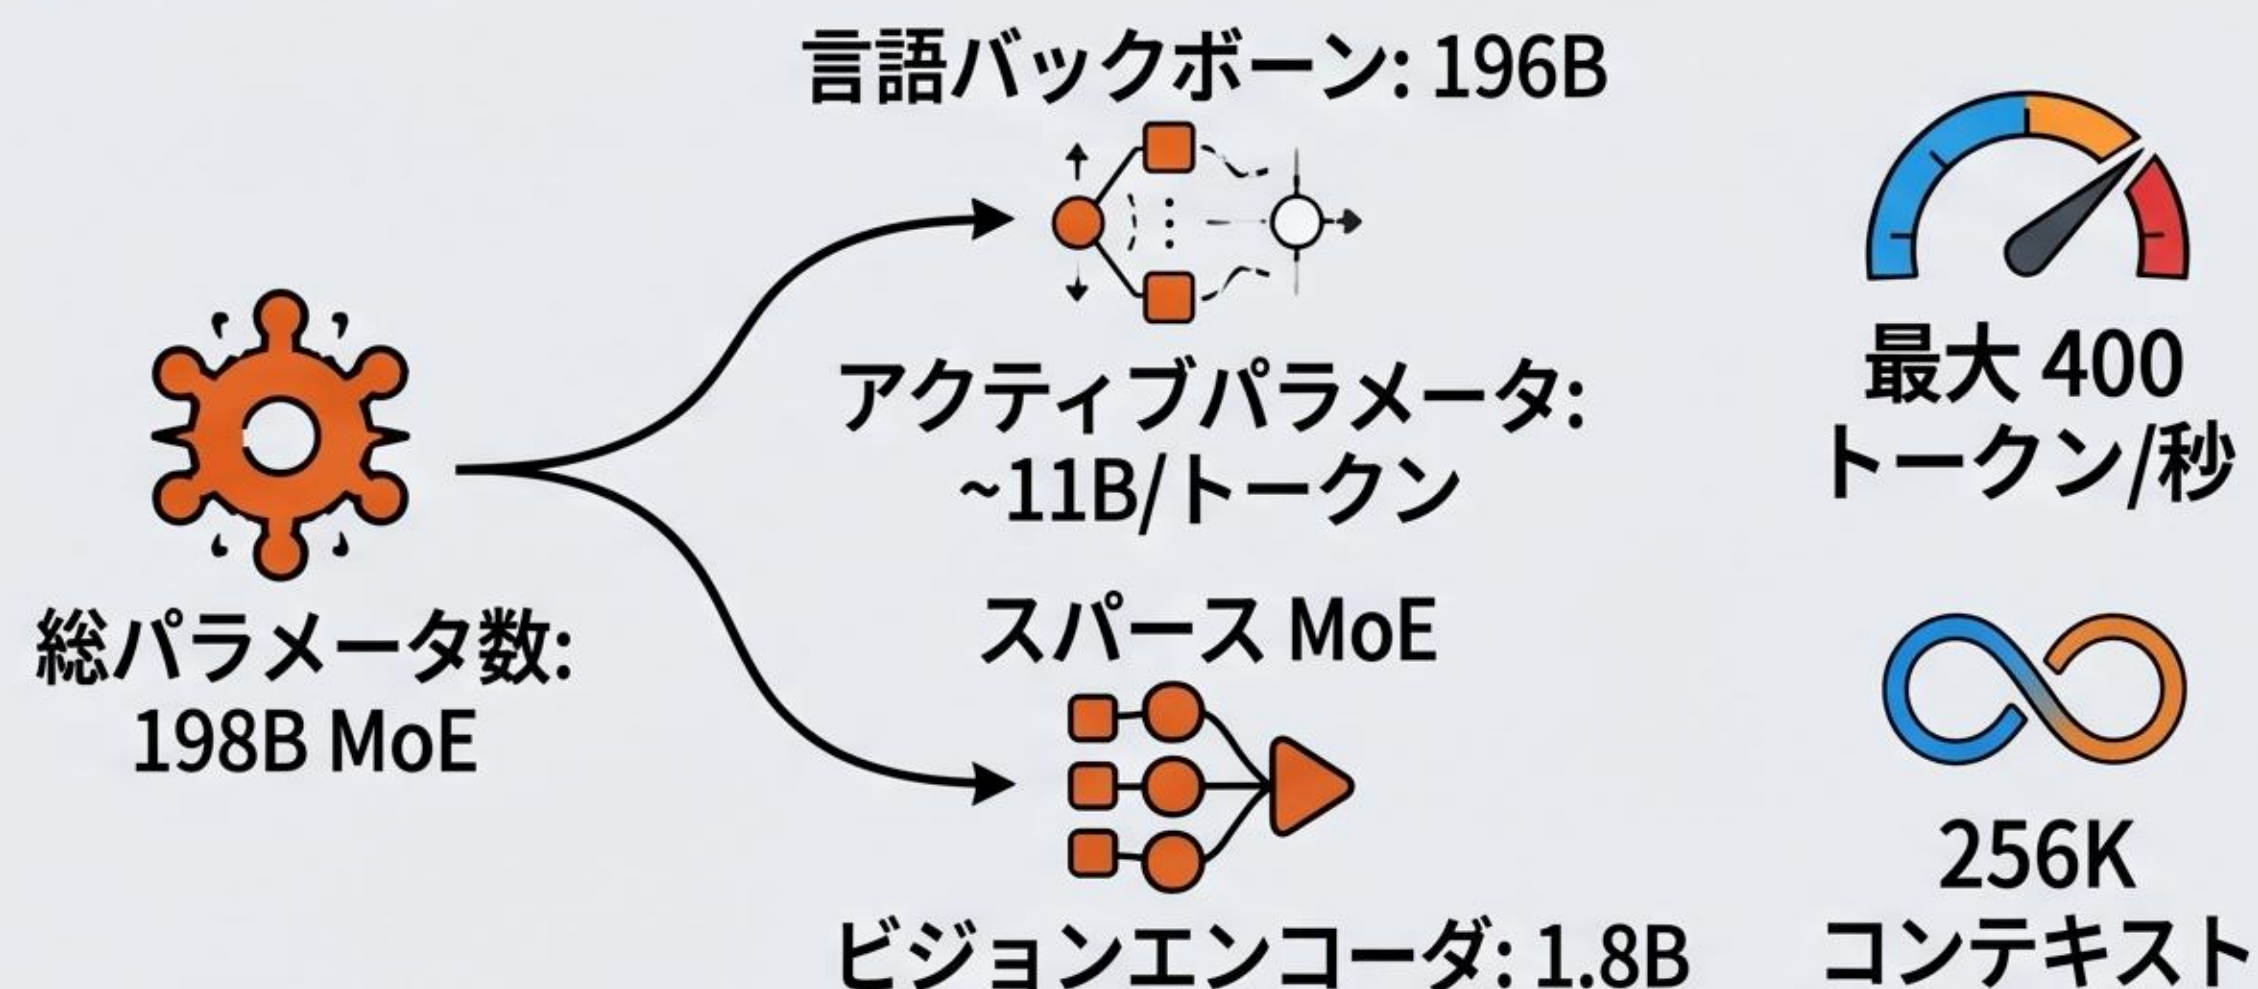 総パラメータ数:
198B MoE
言語バックボーン: 196B
アクティブパラメータ:
~11B/トークン
スパース MoE
ビジョンエンコーダ: 1.8B
最大 400
トークン/秒
256K
コンテキスト